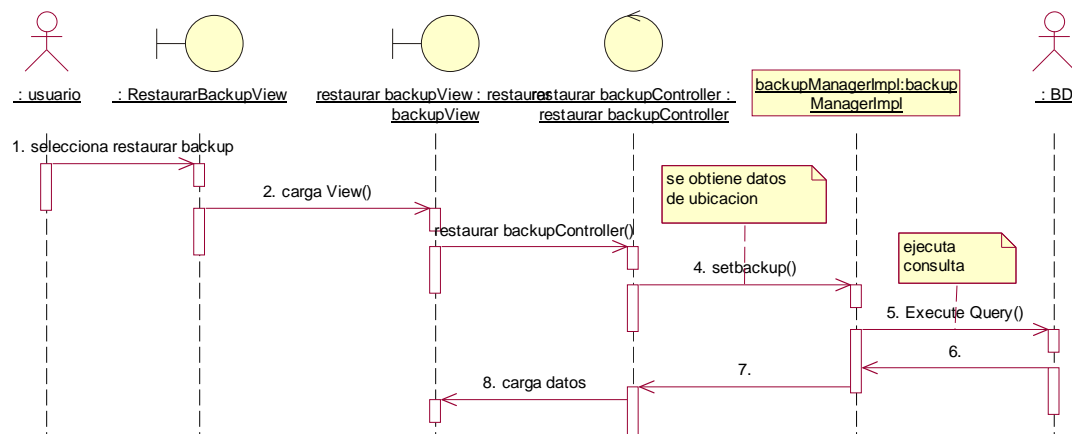 : usuario
: RestaurarBackupView
restaurar backupView : restaurar
backupView
restaurar backupController :
restaurar backupController
backupManagerImpl:backup
ManagerImpl
: BD
1. selecciona restaurar backup
2. carga View()
restaurar backupController()
se obtiene datos
de ubicacion
4. setbackup()
ejecuta
consulta
5. Execute Query()
6.
7.
8. carga datos